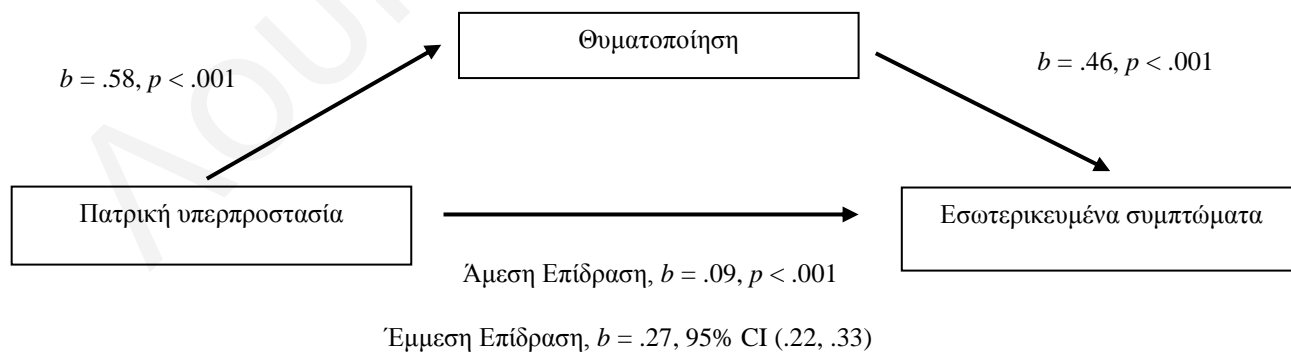 Θυματοποίηση
b = .58, p < .001
b = .46, p < .001
Πατρική υπερπροστασία
Εσωτερικευμένα συμπτώματα
Άμεση Επίδραση, b = .09, p < .001
Έμμεση Επίδραση, b = .27, 95% CI (.22, .33)